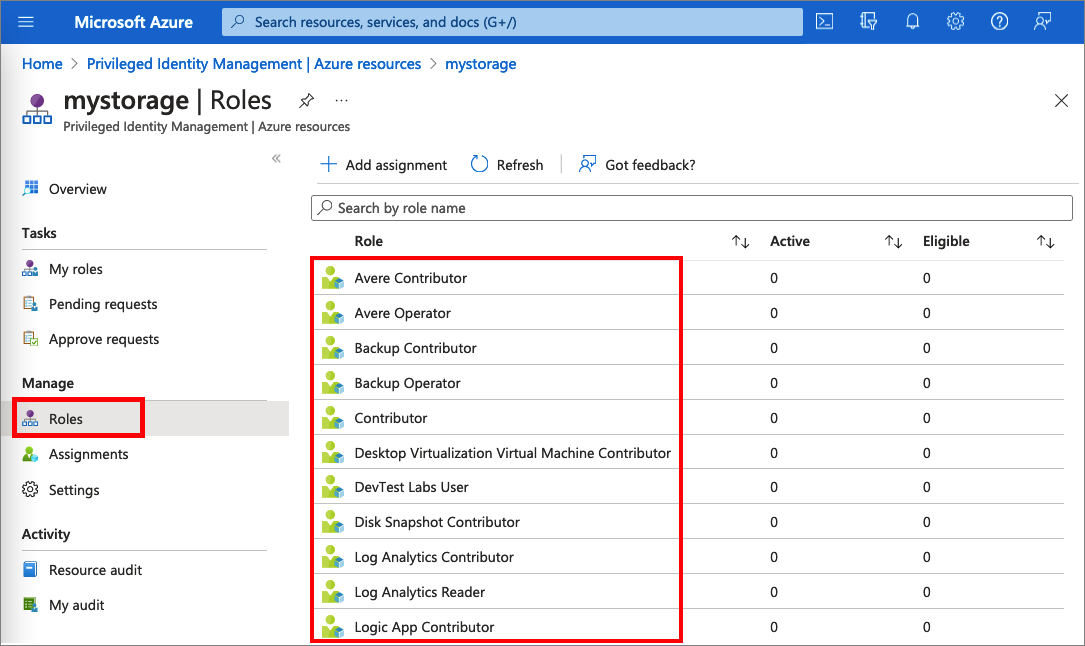 Microsoft Azure
Search resources, services, and docs (G+/)
Home > Privileged Identity Management | Azure resources > mystorage
mystorage | Roles
...
Privileged Identity Management | Azure resources
«
Add assignment Refresh Got feedback?
Overview
Search by role name
Tasks
Role Active Eligible
My roles
Avere Contributor 0 0
Pending requests
Avere Operator 0 0
Approve requests
Backup Contributor 0 0
Manage
Backup Operator 0 0
Roles
Contributor 0 0
Assignments
Desktop Virtualization Virtual Machine Contributor 0 0
Settings
DevTest Labs User 0 0
Activity
Disk Snapshot Contributor 0 0
Resource audit
Log Analytics Contributor 0 0
My audit
Log Analytics Reader 0 0
Logic App Contributor 0 0